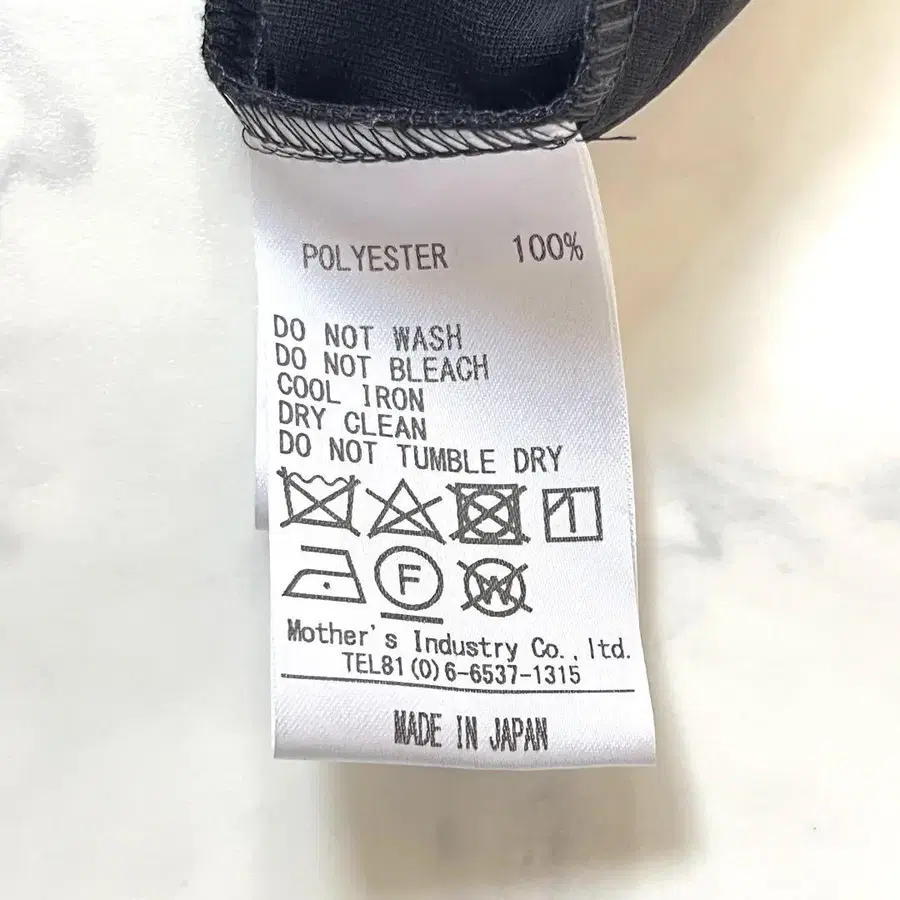 POLYESTER 100%
DO NOT WASH
DO NOT BLEACH
COOL IRON
DRY CLEAN
DO NOT TUMBLE DRY
F W
Mother's Industry Co.,ltd.
TEL81(0)6-6537-1315
MADE IN JAPAN